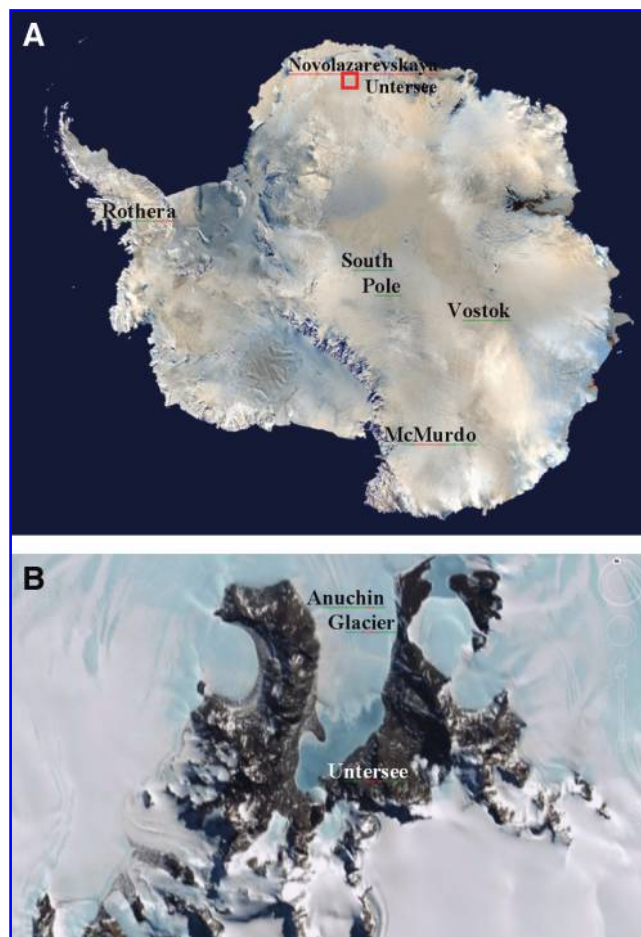 A
Novolazarevskaya
Untersee
Rothera
South
Pole
Vostok
McMurdo
B
Anuchin
Glacier
Untersee